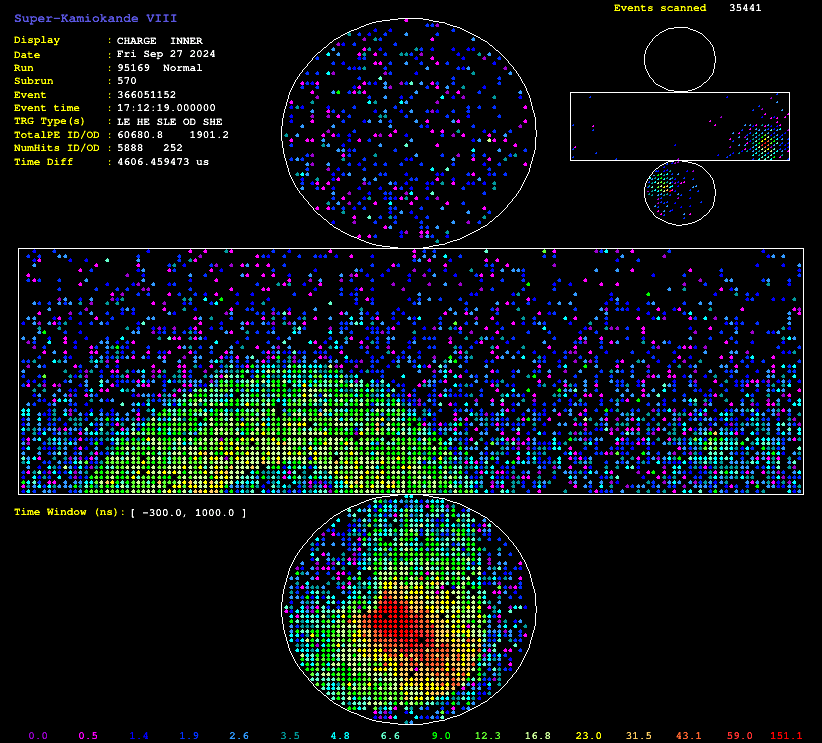 Super-Kamiokande VIII
Events scanned 35441
Display : CHARGE INNER
Date : Fri Sep 27 2024
Run : 95169 Normal
Subrun : 570
Event : 366051152
Event time : 17:12:19.000000
TRG Type(s) : LE HE SLE OD SHE
TotalPE ID/OD : 60680.8 1901.2
NumHits ID/OD : 5888 252
Time Diff : 4606.459473 us
Time Window (ns): [ -300.0, 1000.0 ]
0.0 0.5 1.4 1.9 2.6 3.5 4.8 6.6 9.0 12.3 16.8 23.0 31.5 43.1 59.0 151.1